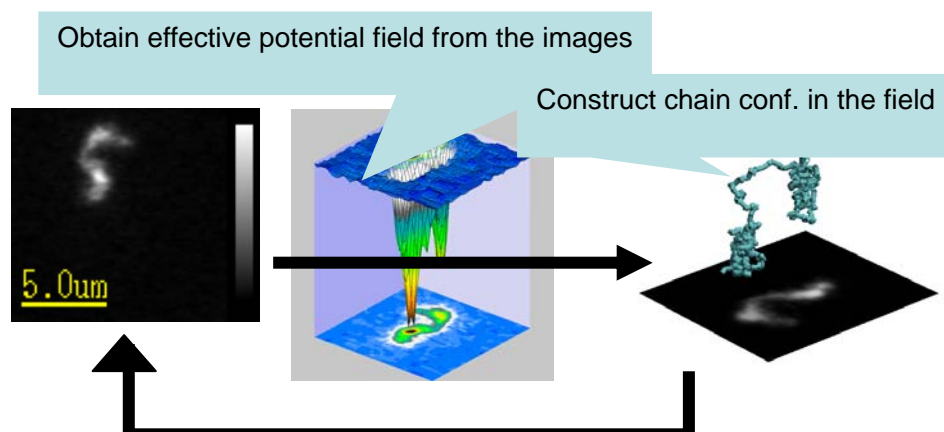 Obtain effective potential field from the images
Construct chain conf. in the field
5.0um